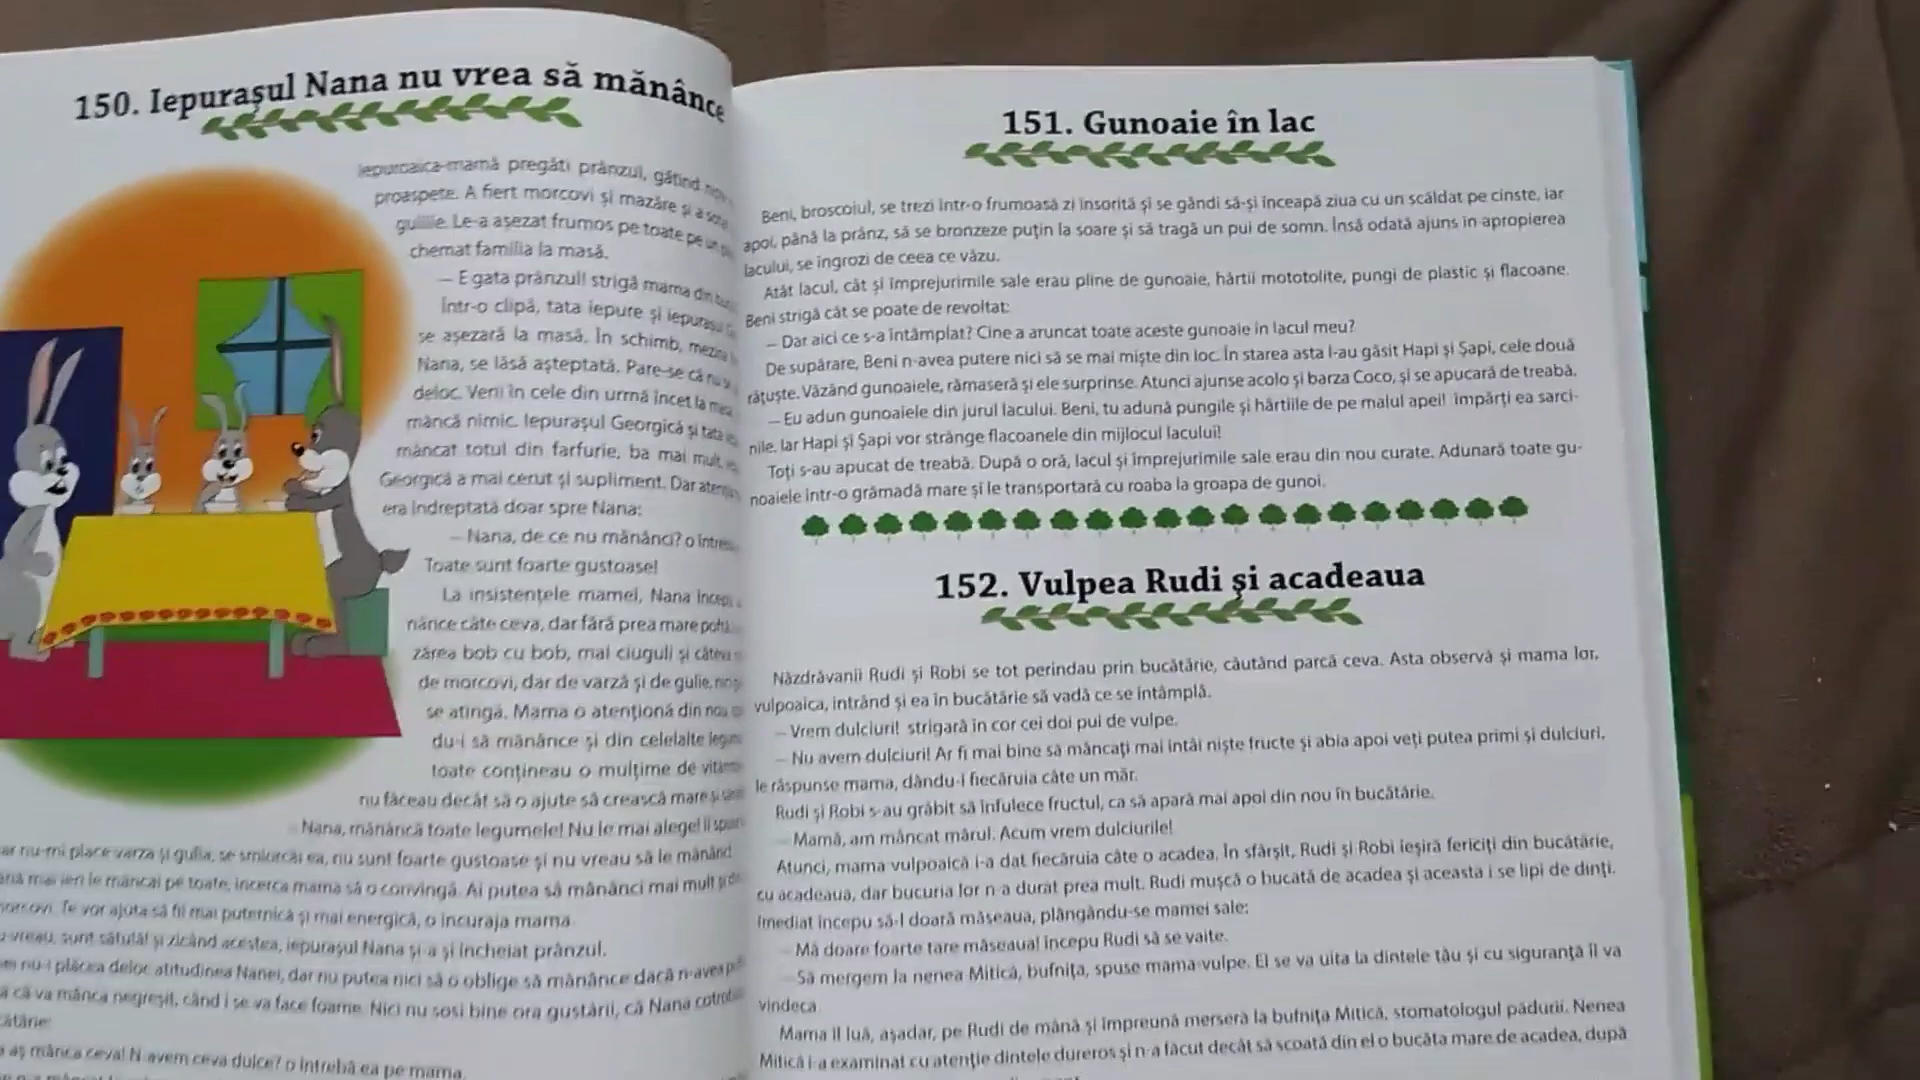 150. Iepurașul Nana nu vrea să mănânce
Iepuroaica-mamă pregăti prânzul, gătind
proaspete. A fiert morcovi și mazăre și a
guliile. Le-a așezat frumos pe toate pe un
chemat familia la masă.
– E gata prânzul! strigă mama din
Într-o clipă, tata iepure și iepurașul
se așezară la masă. În schimb, mezina
Nana, se lăsă așteptată. Pare-se că nu
deloc. Veni în cele din urmă încet la
mâncă nimic. Iepurașul Georgică și tata
mâncat totul din farfurie, ba mai mult,
Georgică a mai cerut și supliment. Dar
era îndreptată doar spre Nana:
– Nana, de ce nu mănânci? o
Toate sunt foarte gustoase!
La insistențele mamei, Nana începu
nânce câte ceva, dar fără prea mare
zărea bob cu bob, mai ciuguli și câteva
de morcovi, dar de varză și de gulie, nici
se atingă. Mama o atenționă din nou
du-i să mănânce și din celelalte
toate conțineau o mulțime de
nu făceau decât să o ajute să crească mare și
– Nana, mănâncă toate legumele! Nu le mai alege! îi
ar nu-mi place varza și gulia, se smiorcăi ea, nu sunt foarte gustoase și nu vreau să le mănânc!
mai ieri le mâncai pe toate, încerca mama să o convingă. Ai putea să mănânci mai mult
morcovi. Te vor ajuta să fii mai puternică și mai energică, o încuraja mama.
vreau, sunt sătulă! și zicând acestea, iepurașul Nana și-a și încheiat prânzul.
nu-i plăcea deloc atitudinea Nanei, dar nu putea nici să o oblige să mănânce dacă n-avea
că va mânca negreșit, când i se va face foame. Nici nu sosi bine ora gustării, că Nana
aș mânca ceva! N-avem ceva dulce? o întrebă ea pe mama.
151. Gunoaie în lac
Beni, broscoiul, se trezi într-o frumoasă zi însorită și se gândi să-și înceapă ziua cu un scăldat pe cinste, iar
apoi, până la prânz, să se bronzeze puțin la soare și să tragă un pui de somn. Însă odată ajuns în apropierea
lacului, se îngrozi de ceea ce văzu.
Atât lacul, cât și împrejurimile sale erau pline de gunoaie, hârtii mototolite, pungi de plastic și flacoane.
Beni strigă cât se poate de revoltat:
– Dar aici ce s-a întâmplat? Cine a aruncat toate aceste gunoaie în lacul meu?
De supărare, Beni n-avea putere nici să se mai miște din loc. În starea asta l-au găsit Hapi și Șapi, cele două
rățuște. Văzând gunoaiele, rămaseră și ele surprinse. Atunci ajunse acolo și barza Coco, și se apucară de treabă.
– Eu adun gunoaiele din jurul lacului. Beni, tu adună pungile și hârtiile de pe malul apei! împărți ea sarci-
nile. Iar Hapi și Șapi vor strânge flacoanele din mijlocul lacului!
Toți s-au apucat de treabă. După o oră, lacul și împrejurimile sale erau din nou curate. Adunară toate gu-
noaiele într-o grămadă mare și le transportară cu roaba la groapa de gunoi.
152. Vulpea Rudi și acadeaua
Năzdrăvanii Rudi și Robi se tot perindau prin bucătărie, căutând parcă ceva. Asta observă și mama lor,
vulpoaica, intrând și ea în bucătărie să vadă ce se întâmplă.
– Vrem dulciuri! strigară în cor cei doi pui de vulpe.
– Nu avem dulciuri! Ar fi mai bine să mâncați mai întâi niște fructe și abia apoi veți putea primi și dulciuri,
le răspunse mama, dându-i fiecăruia câte un măr.
Rudi și Robi s-au grăbit să înfulece fructul, ca să apară mai apoi din nou în bucătărie.
– Mamă, am mâncat mărul. Acum vrem dulciurile!
Atunci, mama vulpoaică i-a dat fiecăruia câte o acadea. În sfârșit, Rudi și Robi ieșiră fericiți din bucătărie,
cu acadeaua, dar bucuria lor n-a durat prea mult. Rudi mușcă o bucată de acadea și aceasta i se lipi de dinți.
Imediat începu să-l doară măseaua, plângându-se mamei sale:
– Mă doare foarte tare măseaua! începu Rudi să se vaite.
– Să mergem la nenea Mitică, bufnița, spuse mama-vulpe. El se va uita la dintele tău și cu siguranță îl va
vindeca.
Mama îl luă, așadar, pe Rudi de mână și împreună merseră la bufnița Mitică, stomatologul pădurii. Nenea
Mitică i-a examinat cu atenție dintele dureros și n-a făcut decât să scoată din el o bucăta mare de acadea, după